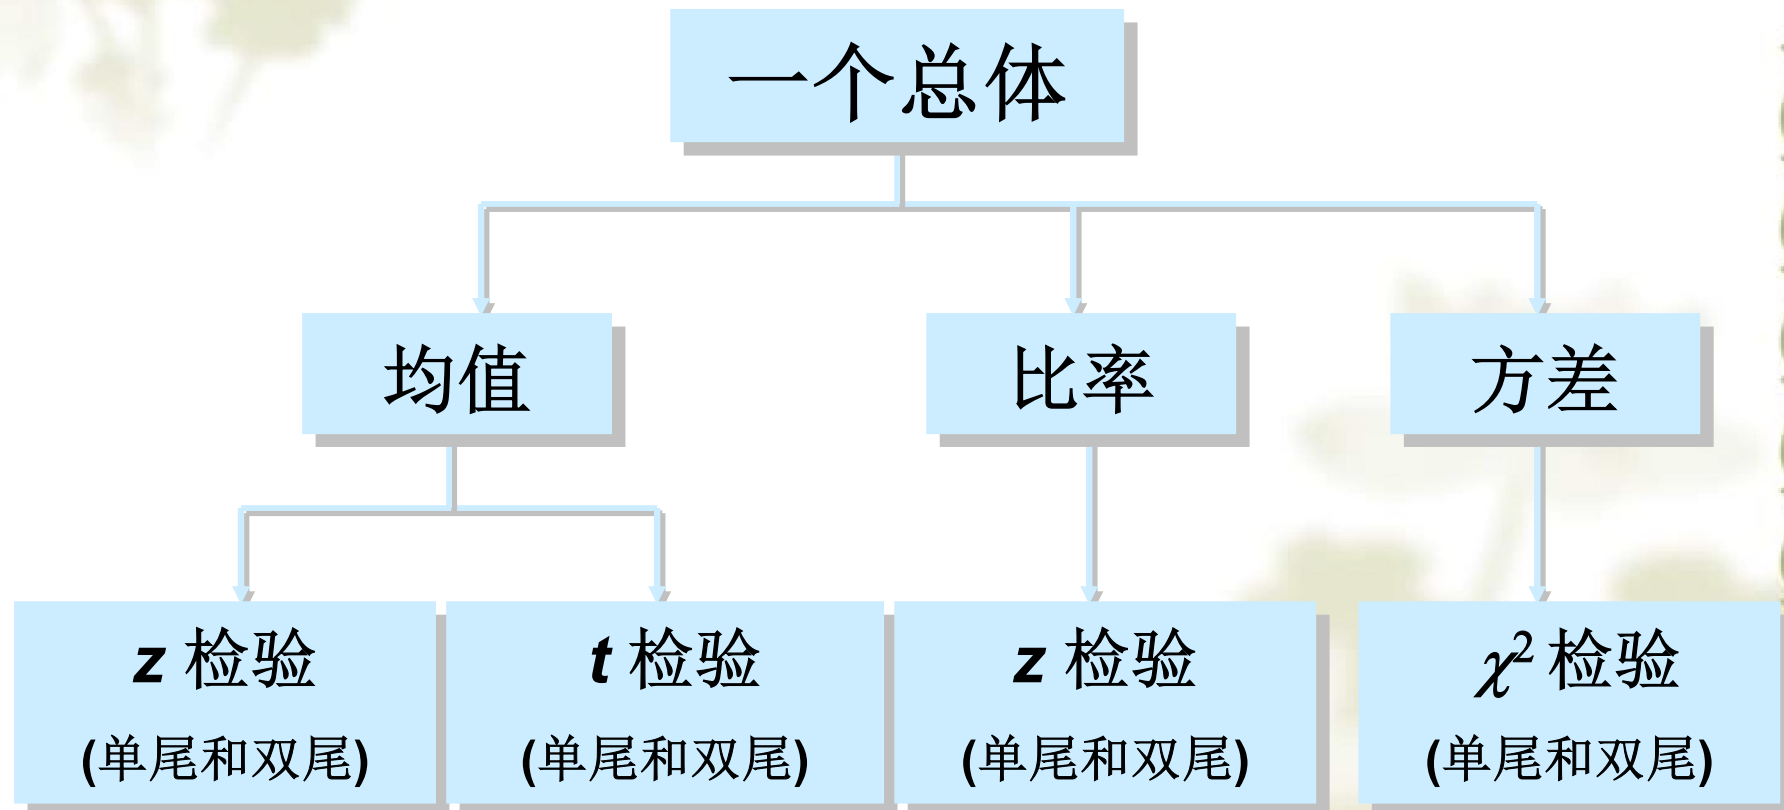 一个总体
均值
比率
方差
z 检验
(单尾和双尾)
t 检验
(单尾和双尾)
z 检验
(单尾和双尾)
χ² 检验
(单尾和双尾)